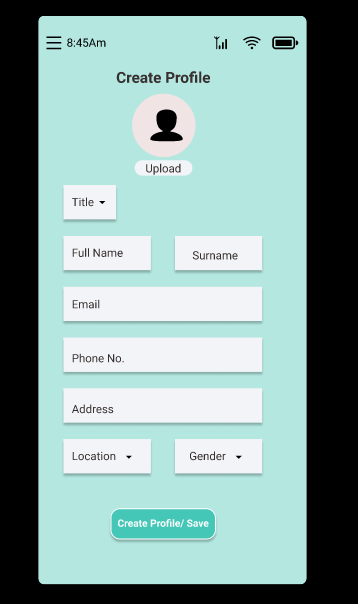 8:45Am
Create Profile
Upload
Title
Full Name Surname
Email
Phone No.
Address
Location Gender
Create Profile/ Save